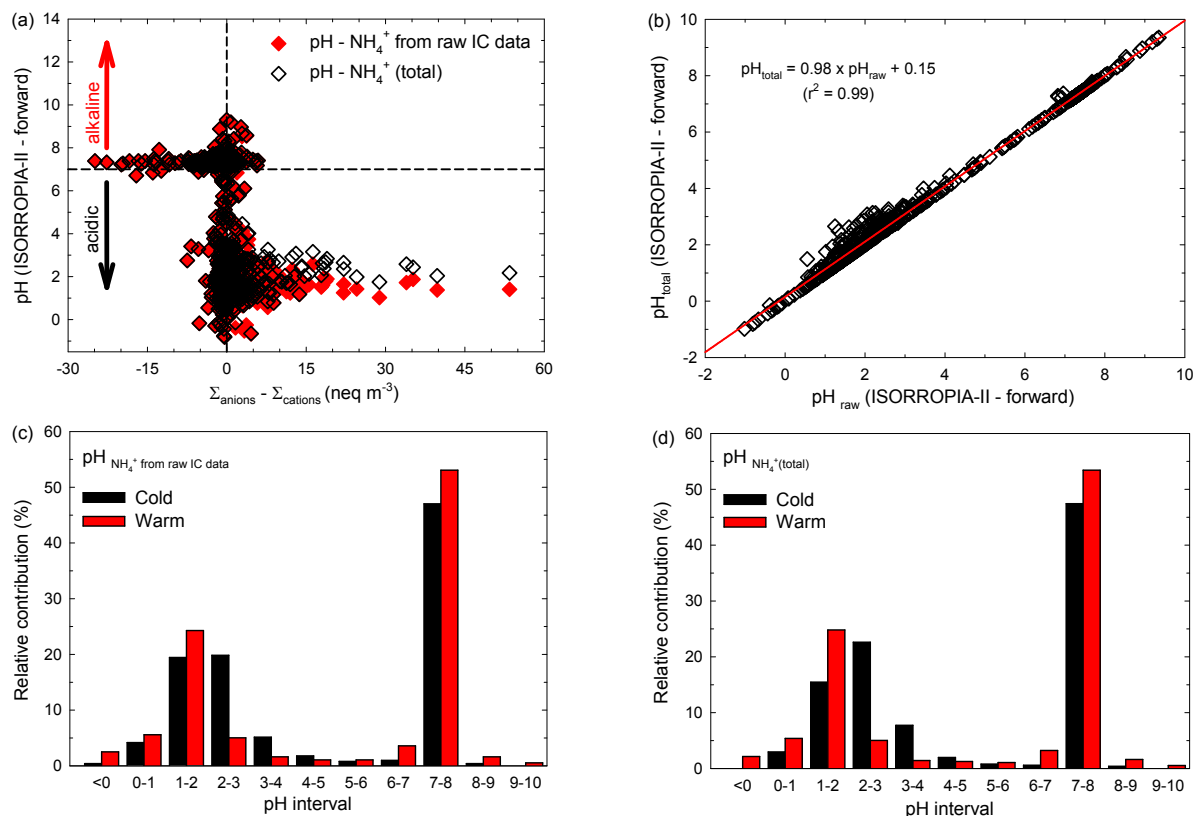 (a)
14
12
10
8
6
4
2
0
pH (ISORROPIA-II - forward)
alkaline
acidic
pH - NH₄⁺ from raw IC data
pH - NH₄⁺ (total)
-30 -15 0 15 30 45 60
Σanions - Σcations (neq m⁻³)
(b)
10
8
6
4
2
0
-2
pHtotal (ISORROPIA-II - forward)
pHtotal = 0.98 x pHraw + 0.15
(r² = 0.99)
-2 0 2 4 6 8 10
pH raw (ISORROPIA-II - forward)
(c)
60
50
40
30
20
10
0
Relative contribution (%)
pH NH₄⁺ from raw IC data
Cold
Warm
<0 0-1 1-2 2-3 3-4 4-5 5-6 6-7 7-8 8-9 9-10
pH interval
(d)
60
50
40
30
20
10
0
Relative contribution (%)
pH NH₄⁺(total)
Cold
Warm
<0 0-1 1-2 2-3 3-4 4-5 5-6 6-7 7-8 8-9 9-10
pH interval